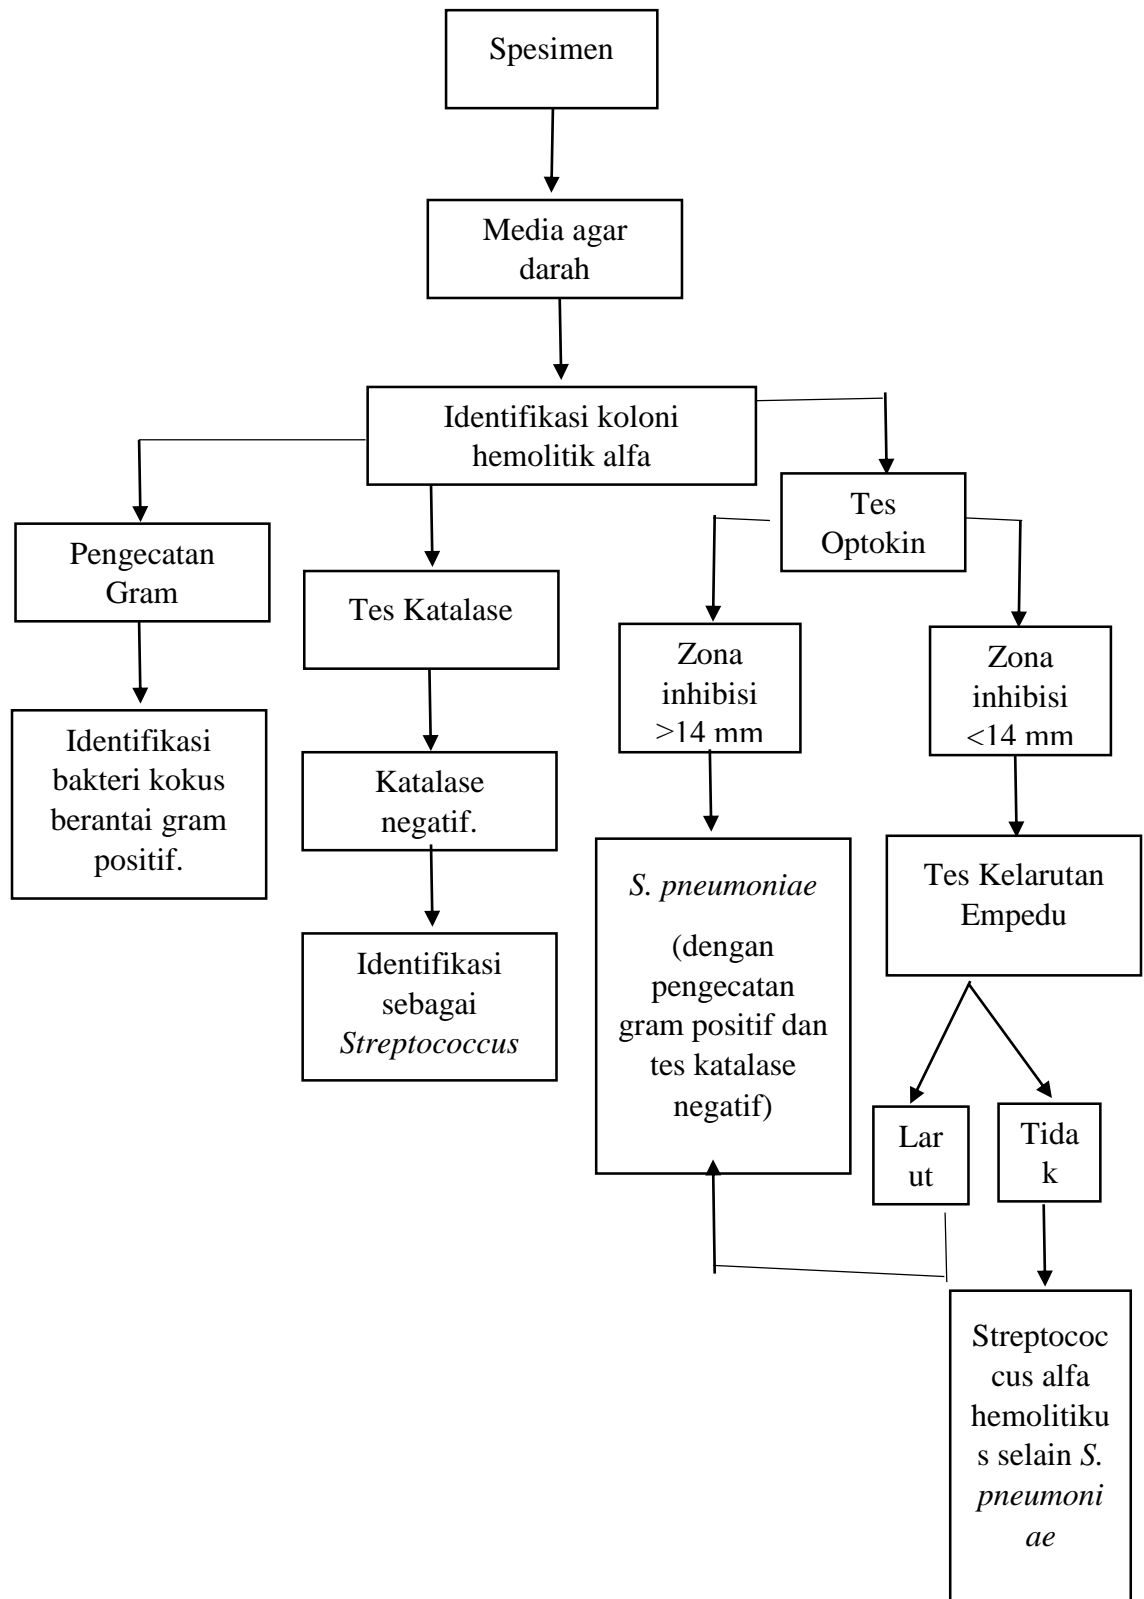 Spesimen
Media agar
darah
Identifikasi koloni
hemolitik alfa
Pengecatan
Gram
Identifikasi
bakteri kokus
berantai gram
positif.
Tes Katalase
Katalase
negatif.
Identifikasi
sebagai
Streptococcus
Tes
Optokin
Zona
inhibisi
>14 mm
S. pneumoniae
(dengan
pengecatan
gram positif dan
tes katalase
negatif)
Zona
inhibisi
<14 mm
Tes Kelarutan
Empedu
Lar
ut
Tida
k
Streptococ
cus alfa
hemolitiku
s selain S.
pneumoni
ae